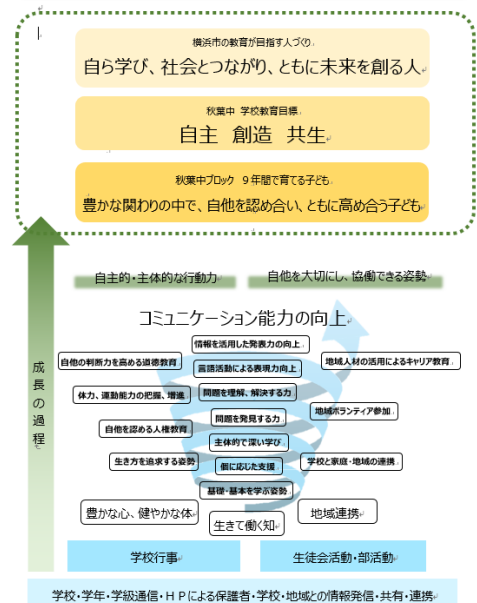 横浜市の教育が目指す人づくり
自ら学び、社会とつながり、ともに未来を創る人
秋葉中 学校教育目標
自主 創造 共生
秋葉中ブロック 9年間で育てる子ども
豊かな関わりの中で、自他を認め合い、ともに高め合う子ども
自主的・主体的な行動力
自他を大切にし、協働できる姿勢
コミュニケーション能力の向上
情報を活用した発表力の向上
自他の判断力を高める道徳教育
言語活動による表現力向上
地域人材の活用によるキャリア教育
体力、運動能力の把握、増進
問題を理解、解決する力
問題を発見する力
地域ボランティア参加
自他を認める人権教育
主体的で深い学び
生き方を追求する姿勢
個に応じた支援
学校と家庭・地域の連携
基礎・基本を学ぶ姿勢
豊かな心、健やかな体
生きて働く知
地域連携
成長の過程
学校行事
生徒会活動・部活動
学校・学年・学級通信・HPによる保護者・学校・地域との情報発信・共有・連携